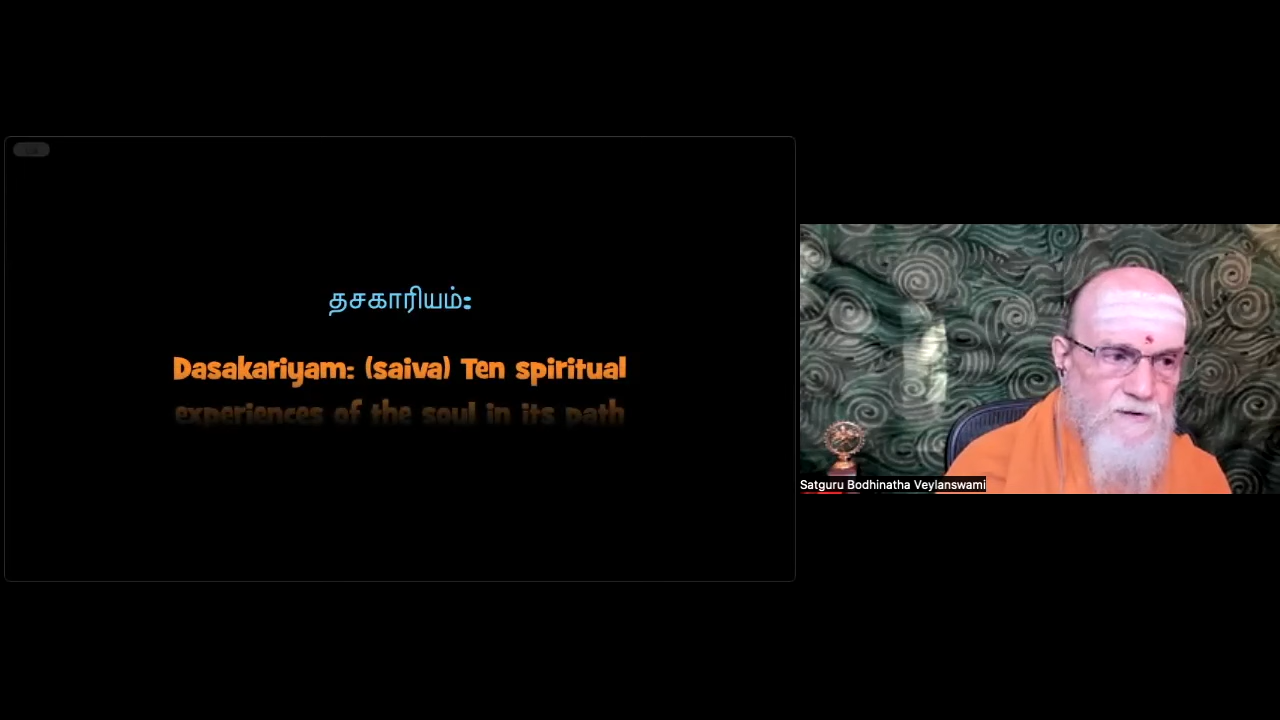 தசகாரியம்:
Dasakariyam: (saiva) Ten spiritual
experiences of the soul in its path
Satguru Bodhinatha Veylanswami